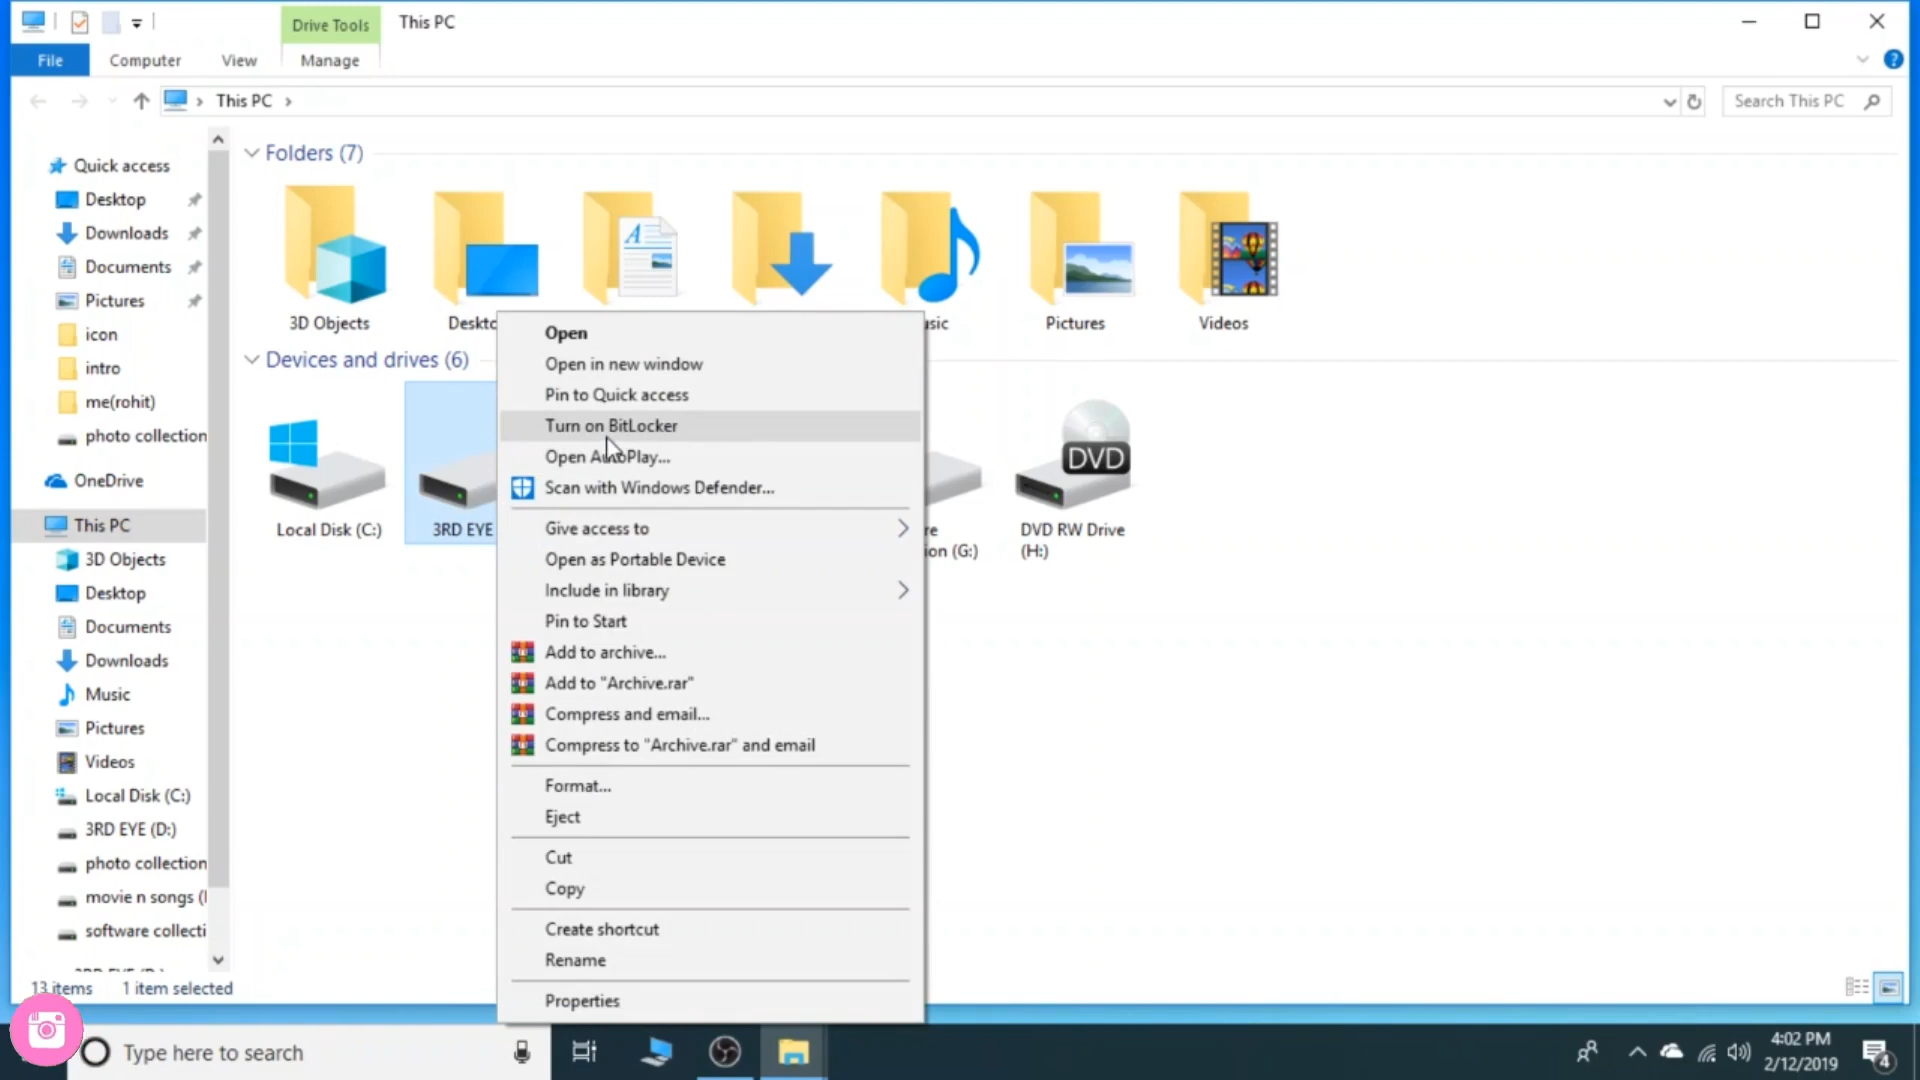 Drive Tools
This PC
File
Computer
View
Manage
This PC
Search This PC
Quick access
Desktop
Downloads
Documents
Pictures
icon
intro
me(rohit)
photo collection
OneDrive
This PC
3D Objects
Desktop
Documents
Downloads
Music
Pictures
Videos
Local Disk (C:)
3RD EYE (D:)
photo collection
movie n songs (
software collecti
Folders (7)
3D Objects
Deskto
usic
Pictures
Videos
Devices and drives (6)
Local Disk (C:)
3RD EYE
re
ion (G:)
DVD
DVD RW Drive
(H:)
Open
Open in new window
Pin to Quick access
Turn on BitLocker
Open AutoPlay...
Scan with Windows Defender...
Give access to
Open as Portable Device
Include in library
Pin to Start
Add to archive...
Add to "Archive.rar"
Compress and email...
Compress to "Archive.rar" and email
Format...
Eject
Cut
Copy
Create shortcut
Rename
Properties
13 items
1 item selected
Type here to search
4:02 PM
2/12/2019
4